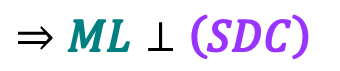 ⇒ ML ⊥ (SDC)